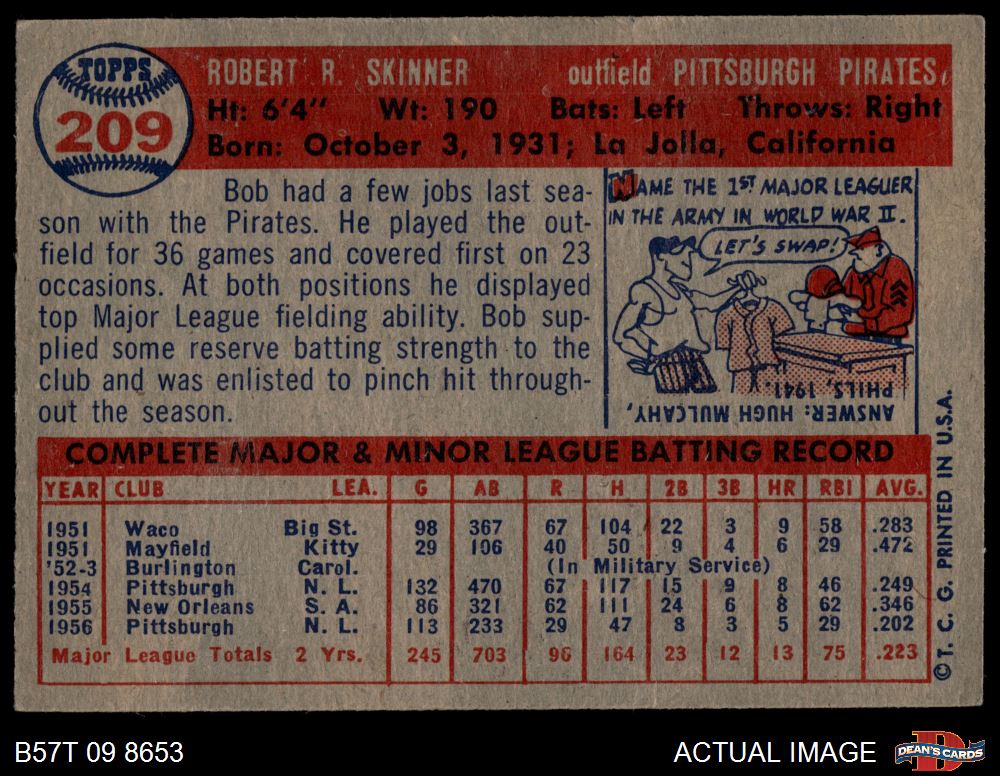 TOPPS
209
ROBERT R. SKINNER outfield PITTSBURGH PIRATES,
Ht: 6'4" Wt: 190 Bats: Left Throws: Right
Born: October 3, 1931; La Jolla, California
Bob had a few jobs last sea-
son with the Pirates. He played the out-
field for 36 games and covered first on 23
occasions. At both positions he displayed
top Major League fielding ability. Bob sup-
plied some reserve batting strength to the
club and was enlisted to pinch hit through-
out the season.
NAME THE 1ST MAJOR LEAGUER
IN THE ARMY IN WORLD WAR II.
LET'S SWAP!
ANSWER: HUGH MULCAHY,
PHILS, 1941.
COMPLETE MAJOR & MINOR LEAGUE BATTING RECORD
YEAR CLUB LEA. G AB R H 2B 3B HR RBI AVG.
1951 Waco Big St. 98 367 67 104 22 3 9 58 .283
1951 Mayfield Kitty 29 106 40 50 9 4 6 29 .472
'52-3 Burlington Carol. (In Military Service)
1954 Pittsburgh N. L. 132 470 67 117 15 9 8 46 .249
1955 New Orleans S. A. 86 321 62 111 24 6 8 62 .346
1956 Pittsburgh N. L. 113 233 29 47 8 3 5 29 .202
Major League Totals 2 Yrs. 245 703 96 164 23 12 13 75 .223
© T. C. G. PRINTED IN U.S.A.
B57T 09 8653
ACTUAL IMAGE
DEAN'S CARDS